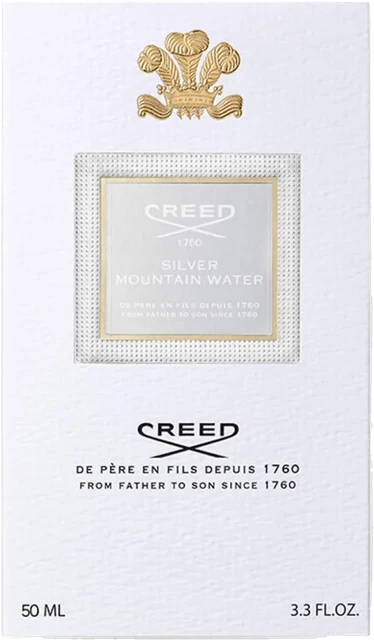 CREED
1760
SILVER
MOUNTAIN WATER
DE PÈRE EN FILS DEPUIS 1760
FROM FATHER TO SON SINCE 1760
CREED
DE PÈRE EN FILS DEPUIS 1760
FROM FATHER TO SON SINCE 1760
50 ML 3.3 FL.OZ.